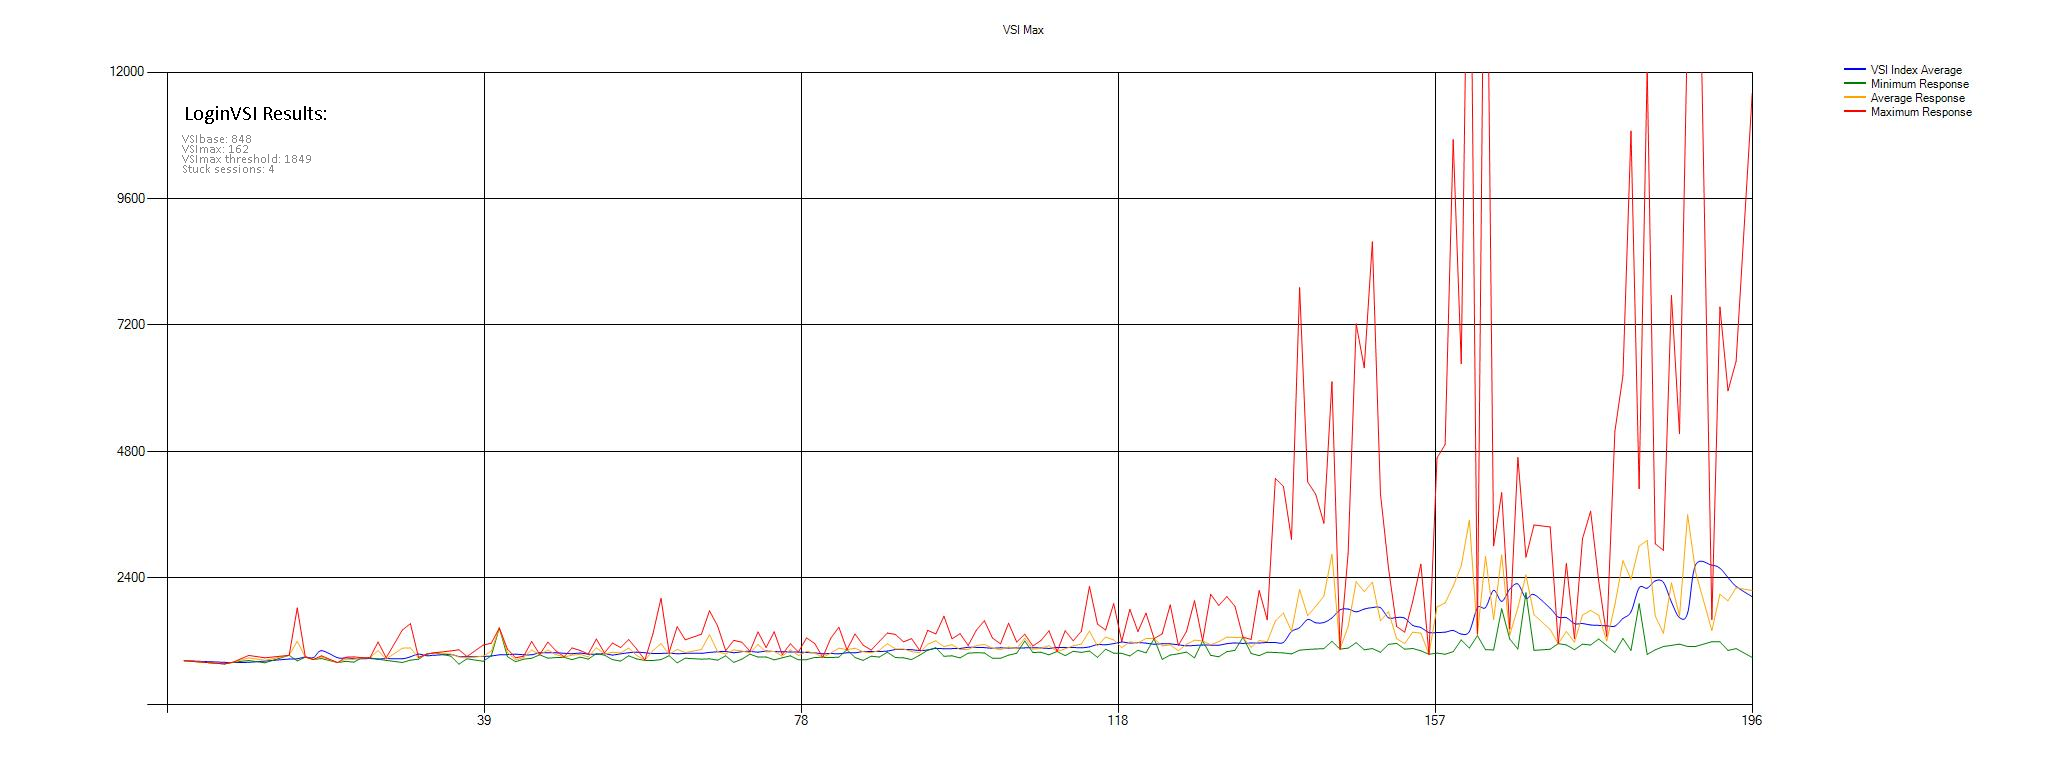 VSI Max
12000
9600
7200
4800
2400
LoginVSI Results:
VSIbase: 848
VSImax: 162
VSImax threshold: 1849
Stuck sessions: 4
39
78
118
157
196
VSI Index Average
Minimum Response
Average Response
Maximum Response